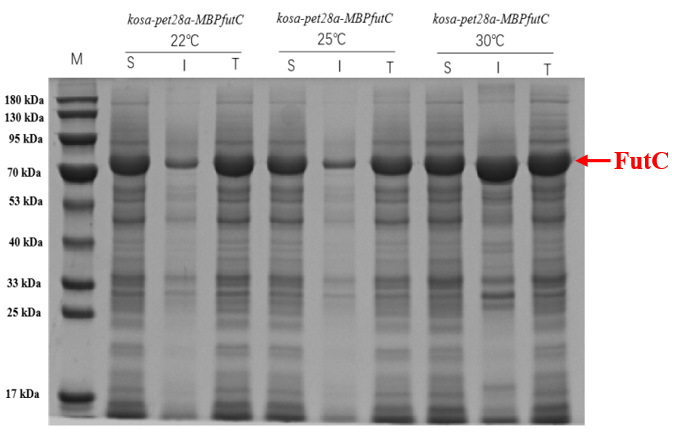 kosa-pet28a-MBPfutC kosa-pet28a-MBPfutC kosa-pet28a-MBPfutC
22℃ 25℃ 30℃
M S I T S I T S I T
180 kDa
130 kDa
95 kDa
70 kDa
53 kDa
40 kDa
33 kDa
25 kDa
17 kDa
FutC